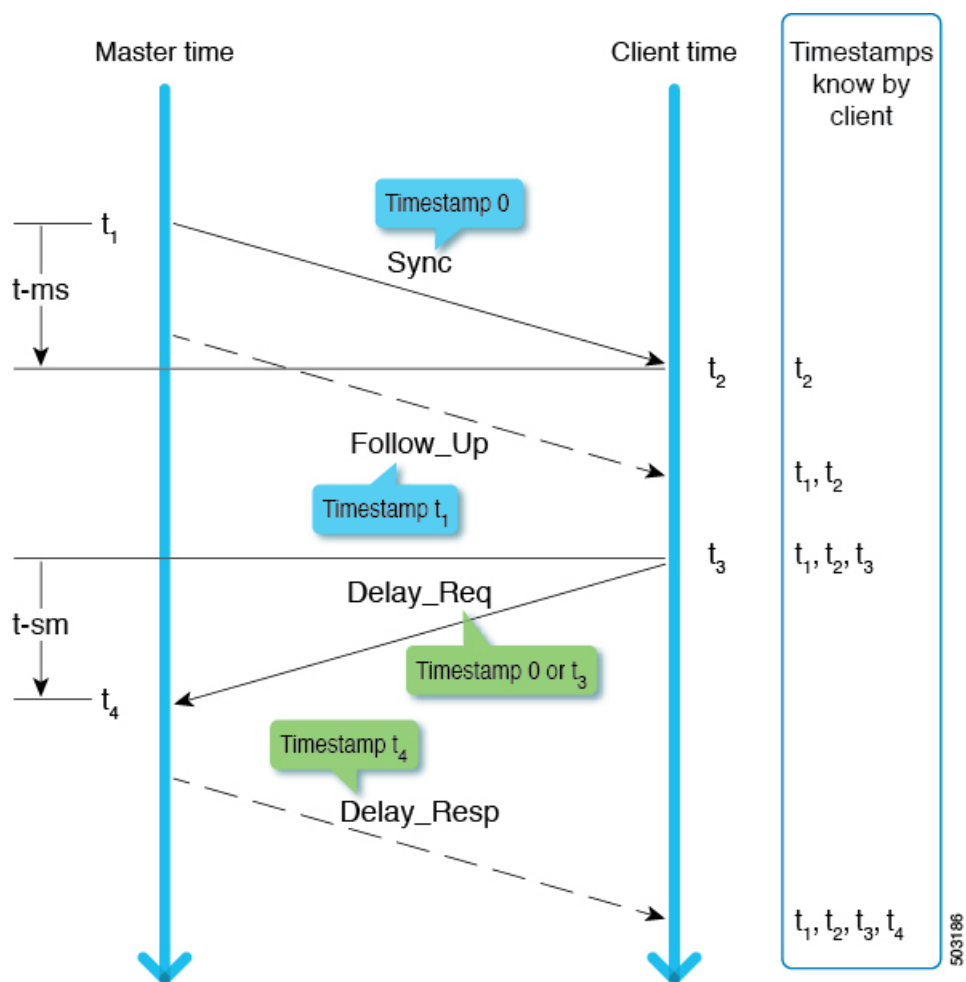 Master time
Client time
Timestamps
know by
client
Timestamp 0
t₁
Sync
t-ms
t₂
t₂
Follow_Up
t₁, t₂
Timestamp t₁
t₃
t₁, t₂, t₃
Delay_Req
t-sm
Timestamp 0 or t₃
t₄
Timestamp t₄
Delay_Resp
t₁, t₂, t₃, t₄
503186